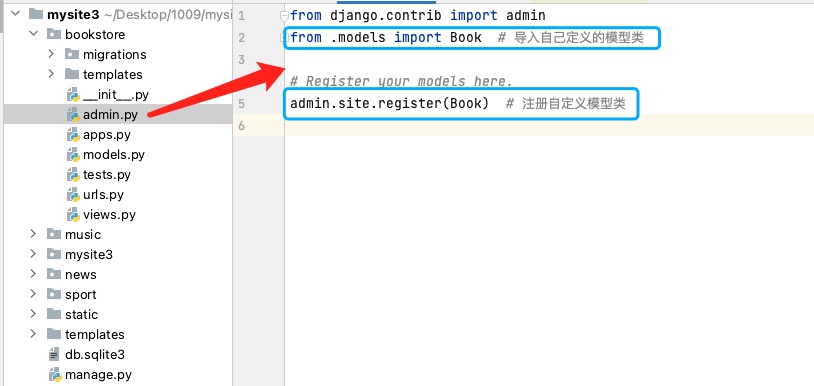 mysite3 ~/Desktop/1009/mysi
bookstore
migrations
templates
__init__.py
admin.py
apps.py
models.py
tests.py
urls.py
views.py
music
mysite3
news
sport
static
templates
db.sqlite3
manage.py
1 from django.contrib import admin
2 from .models import Book # 导入自己定义的模型类
3
# Register your models here.
5 admin.site.register(Book) # 注册自定义模型类
6